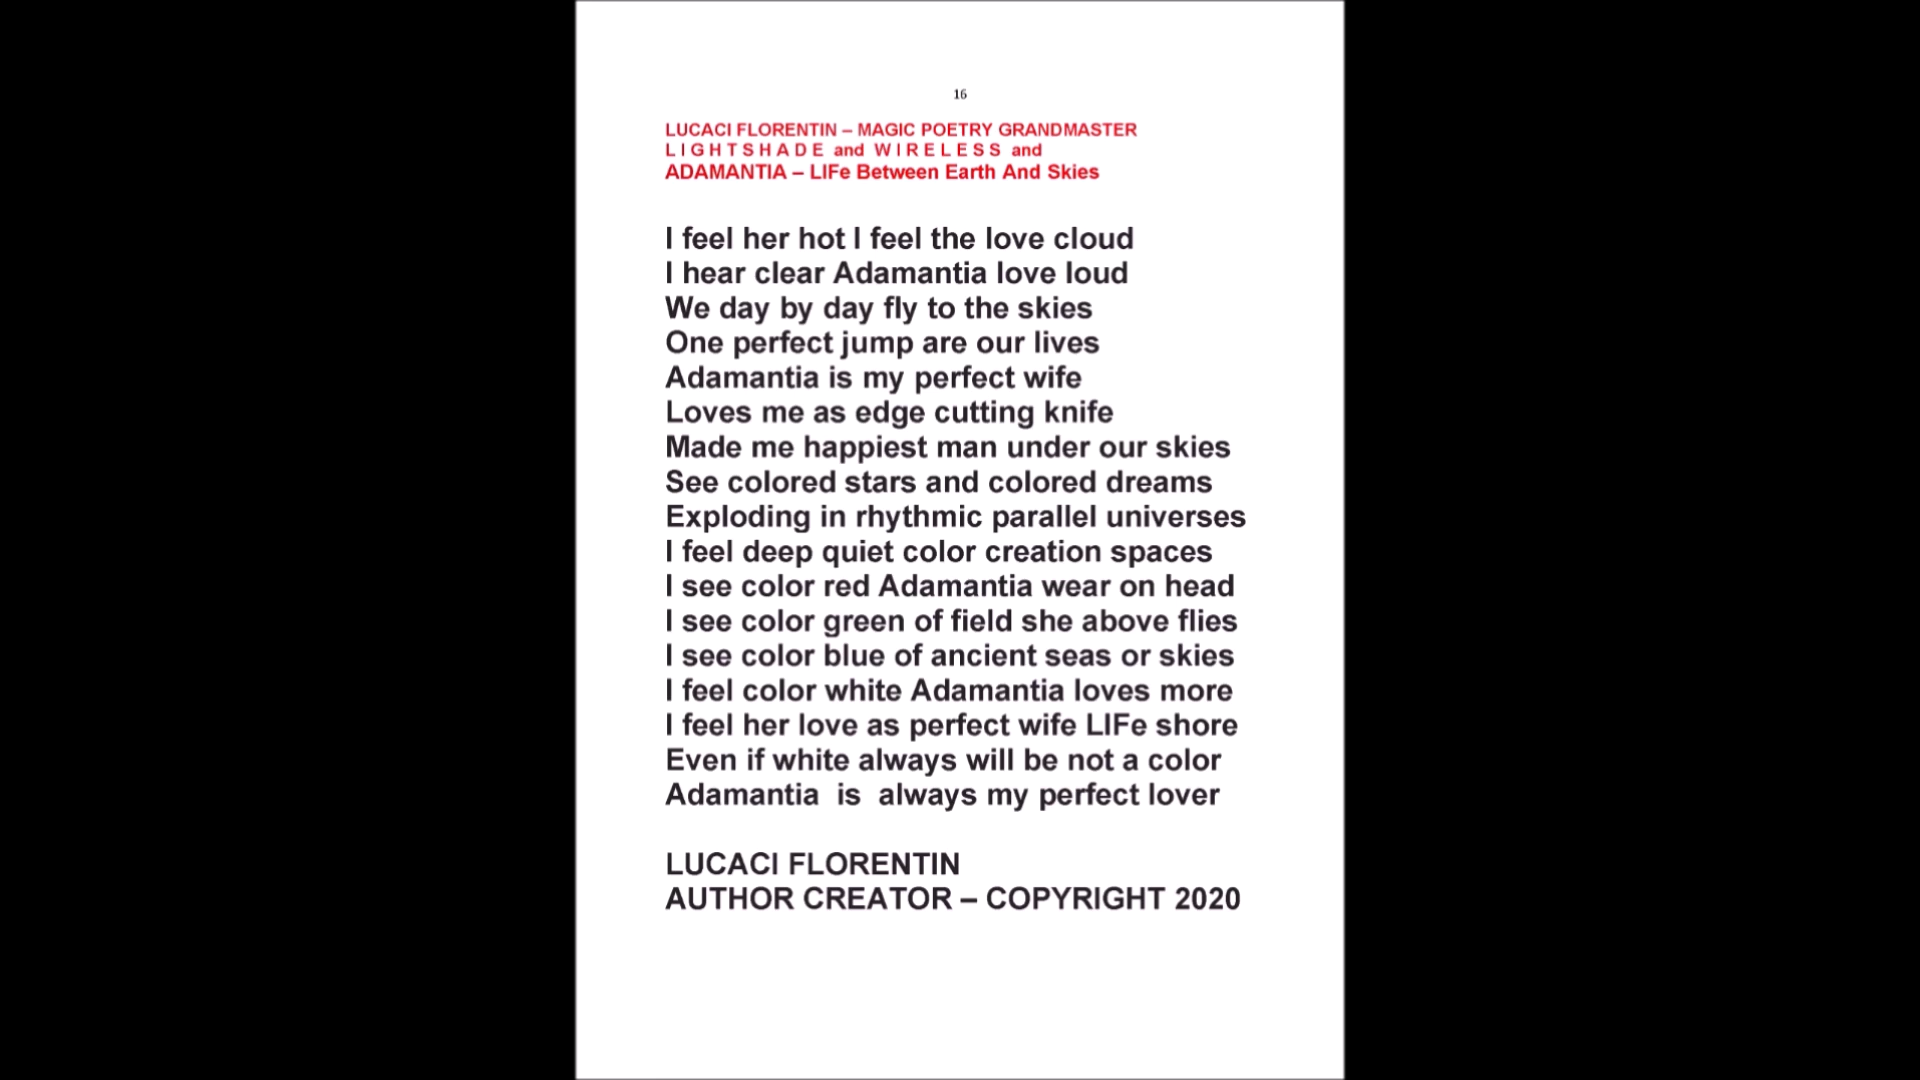 16
LUCACI FLORENTIN – MAGIC POETRY GRANDMASTER
L I G H T S H A D E and W I R E L E S S and
ADAMANTIA – LIFe Between Earth And Skies
I feel her hot I feel the love cloud
I hear clear Adamantia love loud
We day by day fly to the skies
One perfect jump are our lives
Adamantia is my perfect wife
Loves me as edge cutting knife
Made me happiest man under our skies
See colored stars and colored dreams
Exploding in rhythmic parallel universes
I feel deep quiet color creation spaces
I see color red Adamantia wear on head
I see color green of field she above flies
I see color blue of ancient seas or skies
I feel color white Adamantia loves more
I feel her love as perfect wife LIFe shore
Even if white always will be not a color
Adamantia is always my perfect lover
LUCACI FLORENTIN
AUTHOR CREATOR – COPYRIGHT 2020